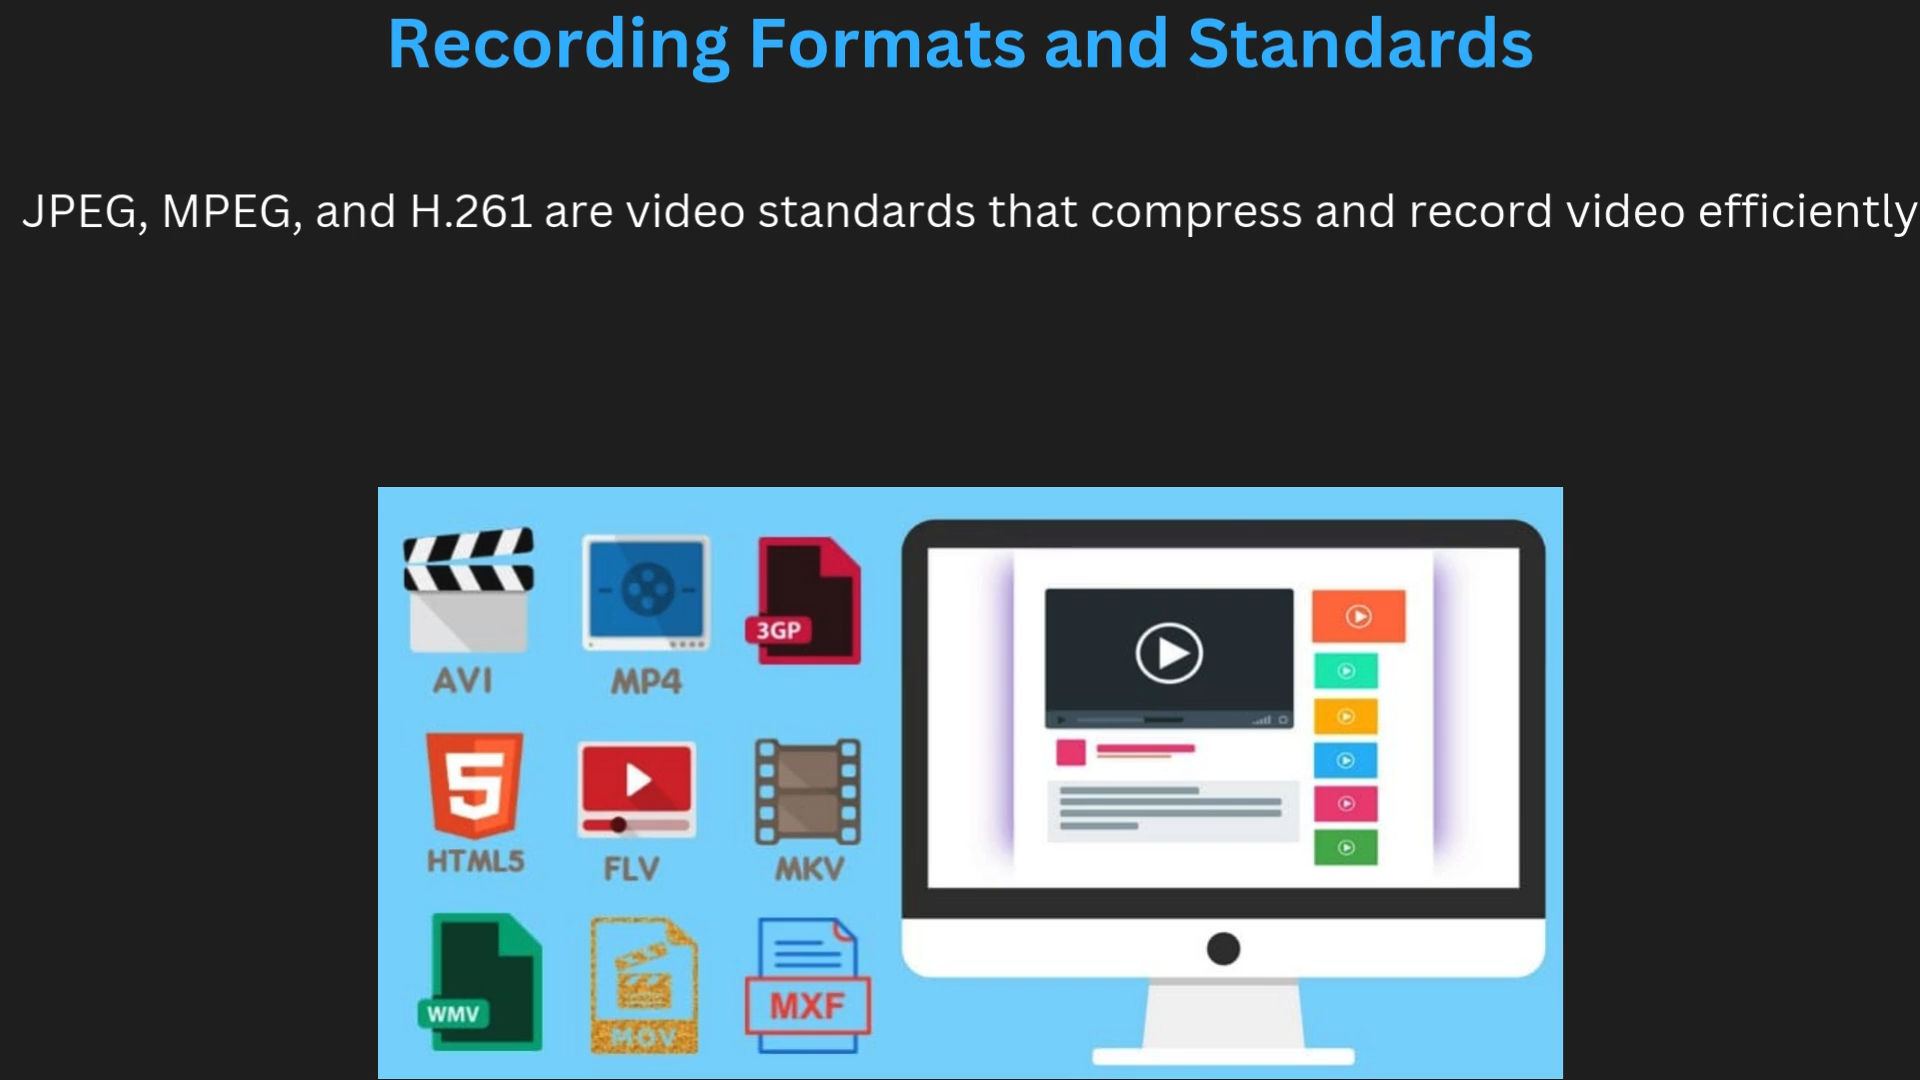 Recording Formats and Standards
JPEG, MPEG, and H.261 are video standards that compress and record video efficiently
AVI
MP4
3GP
HTML5
FLV
MKV
WMV
MOV
MXF